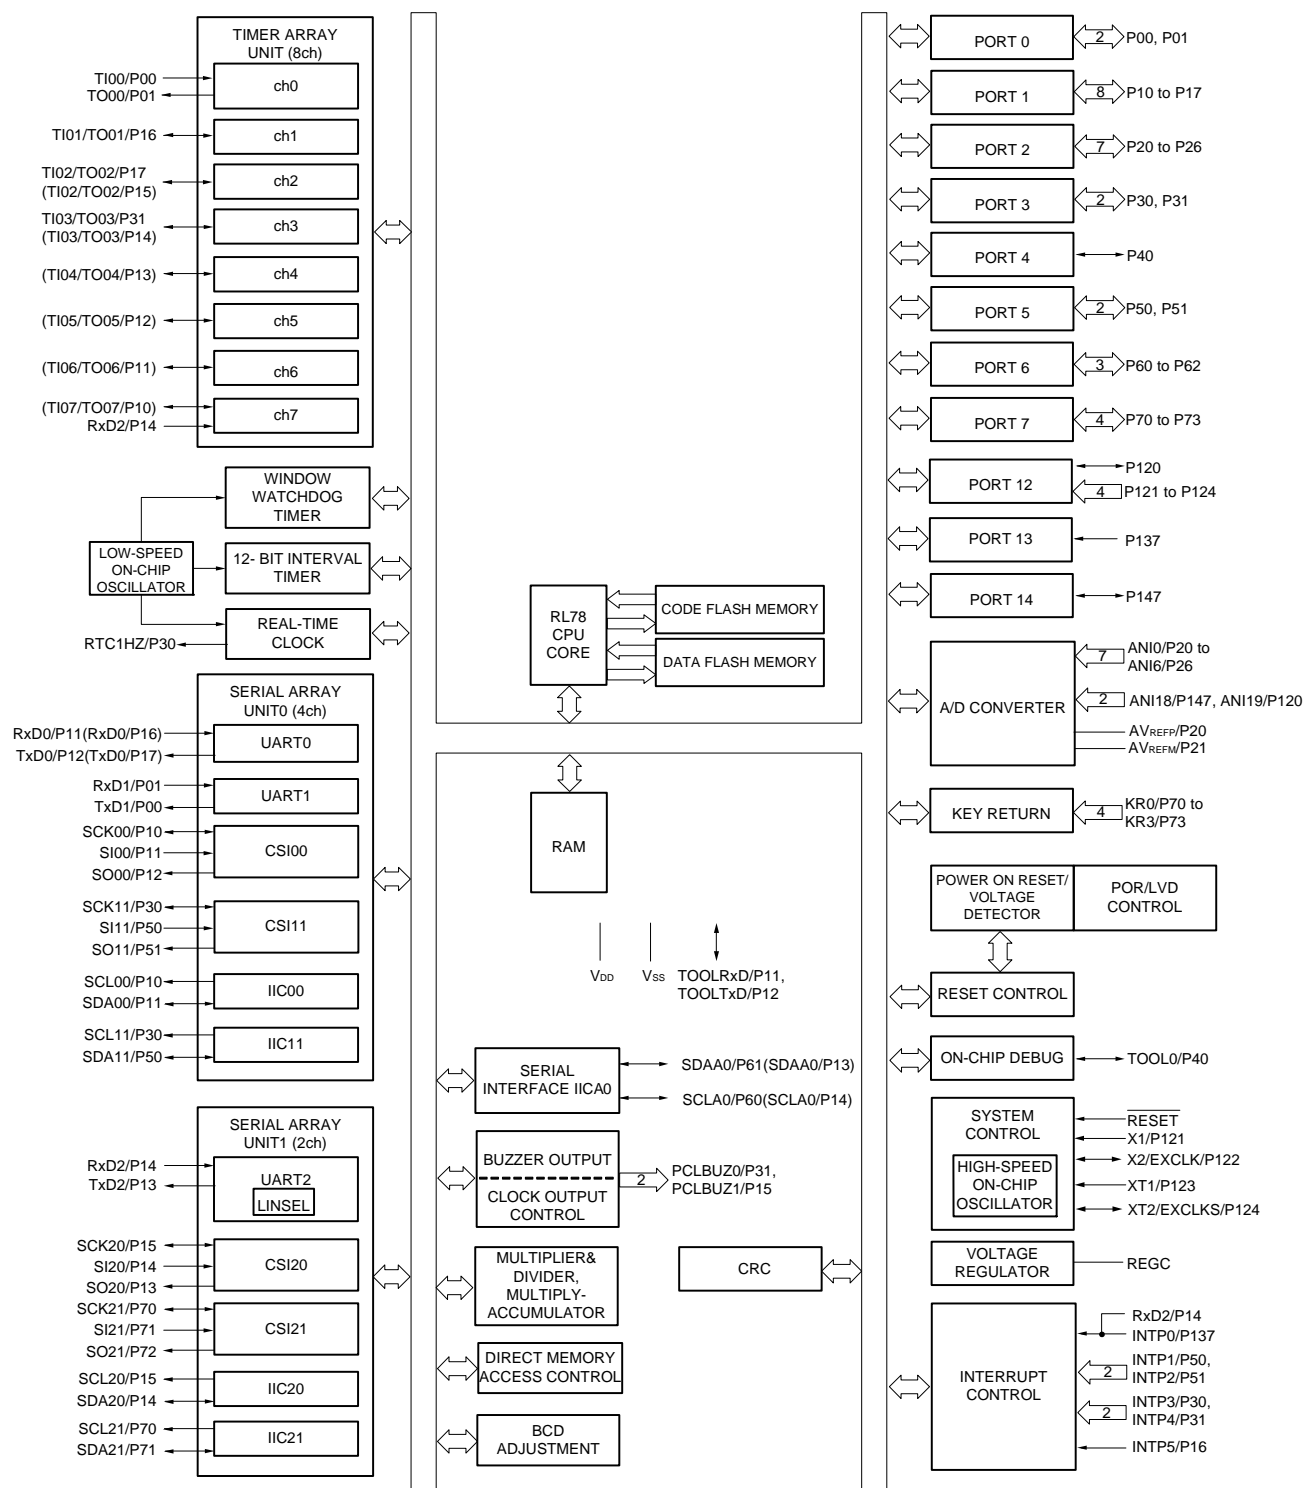 TIMER ARRAY
UNIT (8ch)
TI00/P00
TO00/P01
ch0
TI01/TO01/P16
ch1
TI02/TO02/P17
(TI02/TO02/P15)
ch2
TI03/TO03/P31
(TI03/TO03/P14)
ch3
(TI04/TO04/P13)
ch4
(TI05/TO05/P12)
ch5
(TI06/TO06/P11)
ch6
(TI07/TO07/P10)
RxD2/P14
ch7
WINDOW
WATCHDOG
TIMER
LOW-SPEED
ON-CHIP
OSCILLATOR
12- BIT INTERVAL
TIMER
REAL-TIME
CLOCK
RTC1HZ/P30
SERIAL ARRAY
UNIT0 (4ch)
RxD0/P11(RxD0/P16)
TxD0/P12(TxD0/P17)
UART0
RxD1/P01
TxD1/P00
UART1
SCK00/P10
SI00/P11
SO00/P12
CSI00
SCK11/P30
SI11/P50
SO11/P51
CSI11
SCL00/P10
SDA00/P11
IIC00
SCL11/P30
SDA11/P50
IIC11
SERIAL ARRAY
UNIT1 (2ch)
RxD2/P14
TxD2/P13
UART2
LINSEL
SCK20/P15
SI20/P14
SO20/P13
CSI20
SCK21/P70
SI21/P71
SO21/P72
CSI21
SCL20/P15
SDA20/P14
IIC20
SCL21/P70
SDA21/P71
IIC21
RL78
CPU
CORE
CODE FLASH MEMORY
DATA FLASH MEMORY
RAM
VDD
VSS
TOOLRxD/P11,
TOOLTxD/P12
SERIAL
INTERFACE IICA0
SDAA0/P61(SDAA0/P13)
SCLA0/P60(SCLA0/P14)
BUZZER OUTPUT
CLOCK OUTPUT
CONTROL
2
PCLBUZ0/P31,
PCLBUZ1/P15
MULTIPLIER&
DIVIDER,
MULTIPLY-
ACCUMULATOR
CRC
DIRECT MEMORY
ACCESS CONTROL
BCD
ADJUSTMENT
PORT 0
2
P00, P01
PORT 1
8
P10 to P17
PORT 2
7
P20 to P26
PORT 3
2
P30, P31
PORT 4
P40
PORT 5
2
P50, P51
PORT 6
3
P60 to P62
PORT 7
4
P70 to P73
PORT 12
P120
4
P121 to P124
PORT 13
P137
PORT 14
P147
A/D CONVERTER
7
ANI0/P20 to
ANI6/P26
2
ANI18/P147, ANI19/P120
AVREFP/P20
AVREFM/P21
KEY RETURN
4
KR0/P70 to
KR3/P73
POWER ON RESET/
VOLTAGE
DETECTOR
POR/LVD
CONTROL
RESET CONTROL
ON-CHIP DEBUG
TOOL0/P40
SYSTEM
CONTROL
HIGH-SPEED
ON-CHIP
OSCILLATOR
RESET
X1/P121
X2/EXCLK/P122
XT1/P123
XT2/EXCLKS/P124
VOLTAGE
REGULATOR
REGC
INTERRUPT
CONTROL
RxD2/P14
INTP0/P137
2
INTP1/P50,
INTP2/P51
2
INTP3/P30,
INTP4/P31
INTP5/P16